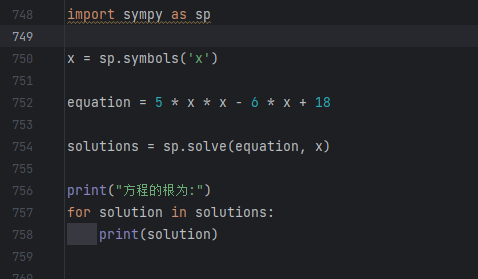 748 import sympy as sp
749
750 x = sp.symbols('x')
751
752 equation = 5 * x * x - 6 * x + 18
753
754 solutions = sp.solve(equation, x)
755
756 print("方程的根为:")
757 for solution in solutions:
758     print(solution)
759
760